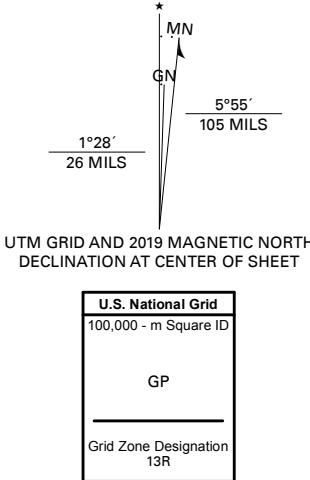 ★
MN
GN
5°55´
105 MILS
1°28´
26 MILS
UTM GRID AND 2019 MAGNETIC NORTH
DECLINATION AT CENTER OF SHEET
U.S. National Grid
100,000 - m Square ID
GP
Grid Zone Designation
13R